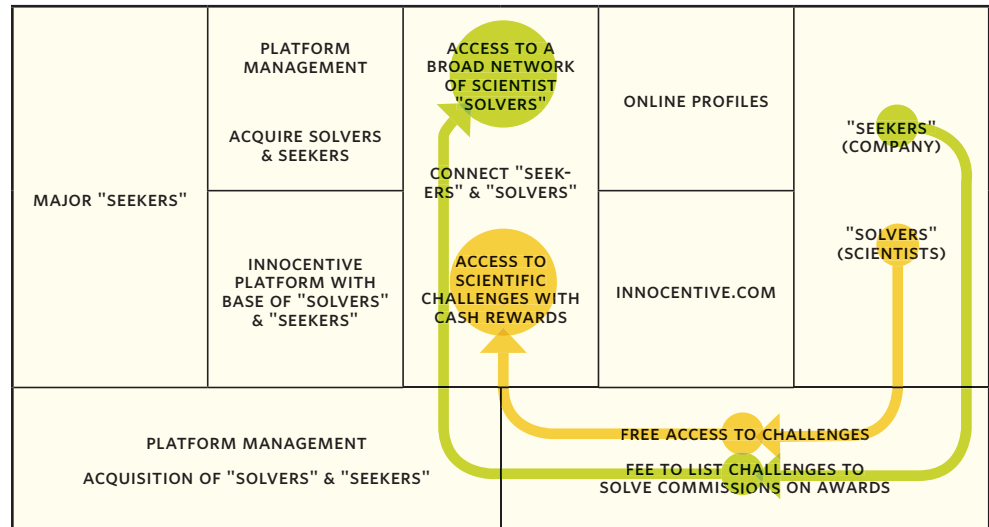 MAJOR "SEEKERS"
PLATFORM
MANAGEMENT
ACQUIRE SOLVERS
& SEEKERS
INNOCENTIVE
PLATFORM WITH
BASE OF "SOLVERS"
& "SEEKERS"
ACCESS TO A
BROAD NETWORK
OF SCIENTIST
"SOLVERS"
CONNECT "SEEK-
ERS" & "SOLVERS"
ACCESS TO
SCIENTIFIC
CHALLENGES WITH
CASH REWARDS
ONLINE PROFILES
INNOCENTIVE.COM
"SEEKERS"
(COMPANY)
"SOLVERS"
(SCIENTISTS)
PLATFORM MANAGEMENT
ACQUISITION OF "SOLVERS" & "SEEKERS"
FREE ACCESS TO CHALLENGES
FEE TO LIST CHALLENGES TO
SOLVE COMMISSIONS ON AWARDS